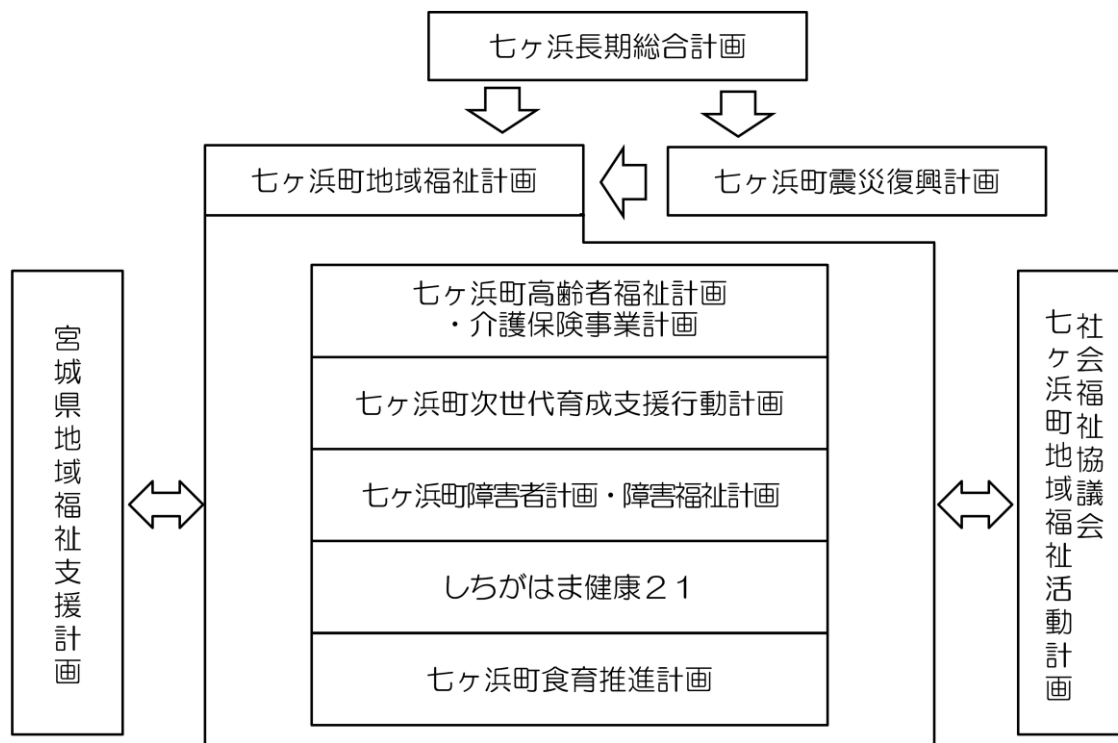 七ヶ浜長期総合計画
七ヶ浜町地域福祉計画
七ヶ浜町震災復興計画
宮城県地域福祉支援計画
七ヶ浜町高齢者福祉計画
・介護保険事業計画
七ヶ浜町次世代育成支援行動計画
七ヶ浜町障害者計画・障害福祉計画
しちがはま健康２１
七ヶ浜町食育推進計画
社会福祉協議会
七ヶ浜町地域福祉活動計画